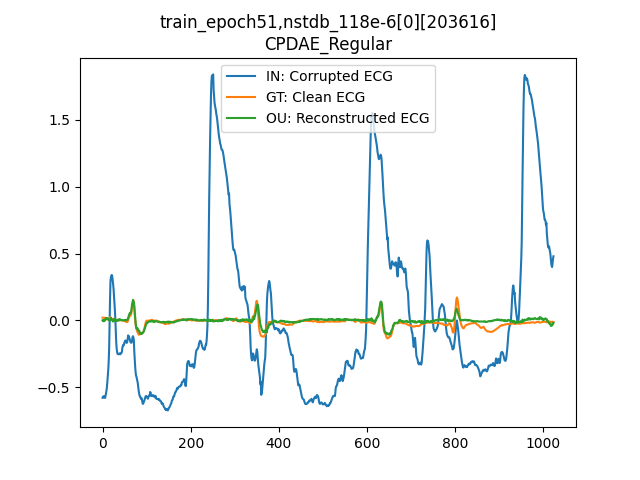 train_epoch51,nstdb_118e-6[0][203616]
CPDAE_Regular
IN: Corrupted ECG
GT: Clean ECG
OU: Reconstructed ECG
1.5
1.0
0.5
0.0
−0.5
0 200 400 600 800 1000